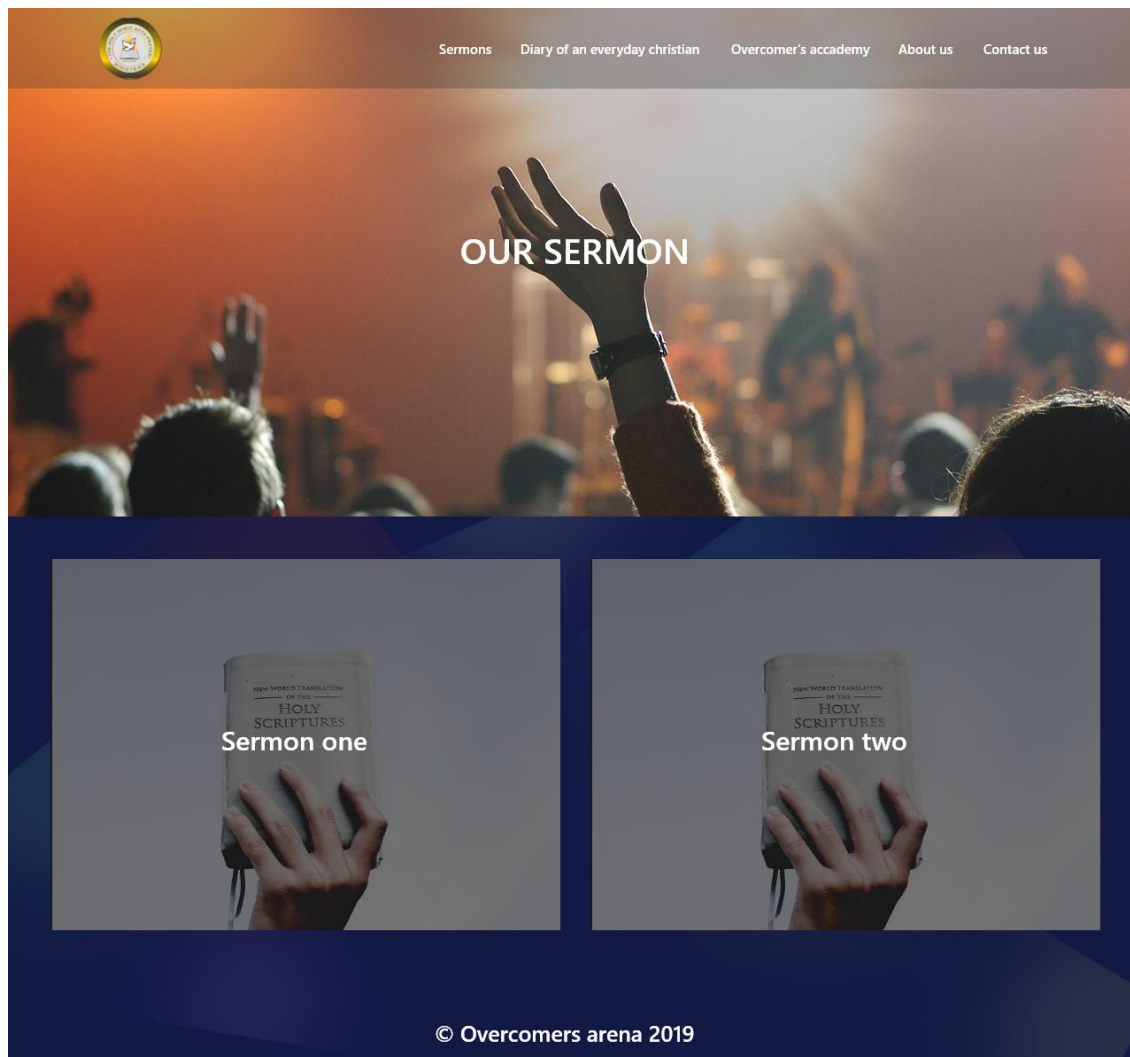 Sermons Diary of an everyday christian Overcomer's accademy About us Contact us
OUR SERMON
NEW WORLD TRANSLATION
OF THE
HOLY
SCRIPTURES
Sermon one
NEW WORLD TRANSLATION
OF THE
HOLY
SCRIPTURES
Sermon two
© Overcomers arena 2019